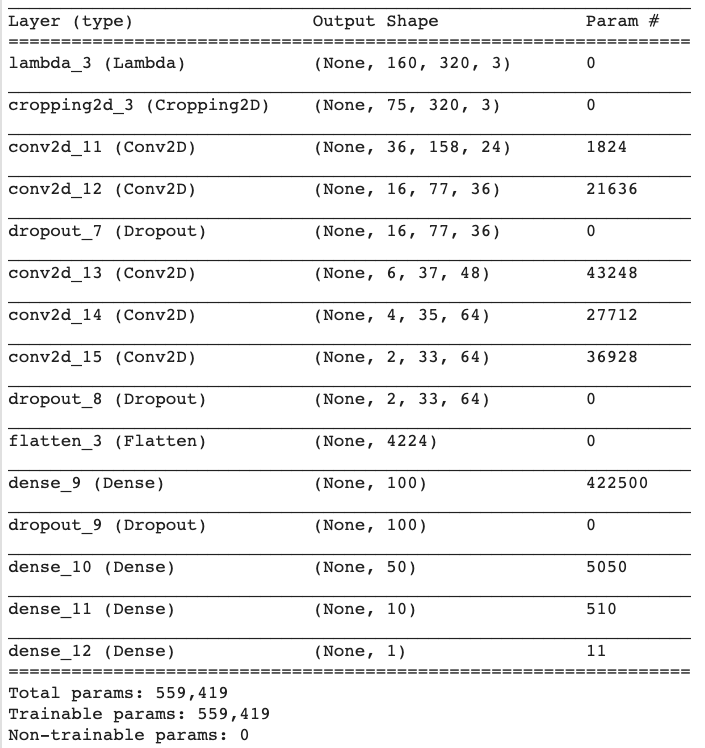 Layer (type) Output Shape Param #
=================================================================
lambda_3 (Lambda) (None, 160, 320, 3) 0
cropping2d_3 (Cropping2D) (None, 75, 320, 3) 0
conv2d_11 (Conv2D) (None, 36, 158, 24) 1824
conv2d_12 (Conv2D) (None, 16, 77, 36) 21636
dropout_7 (Dropout) (None, 16, 77, 36) 0
conv2d_13 (Conv2D) (None, 6, 37, 48) 43248
conv2d_14 (Conv2D) (None, 4, 35, 64) 27712
conv2d_15 (Conv2D) (None, 2, 33, 64) 36928
dropout_8 (Dropout) (None, 2, 33, 64) 0
flatten_3 (Flatten) (None, 4224) 0
dense_9 (Dense) (None, 100) 422500
dropout_9 (Dropout) (None, 100) 0
dense_10 (Dense) (None, 50) 5050
dense_11 (Dense) (None, 10) 510
dense_12 (Dense) (None, 1) 11
=================================================================
Total params: 559,419
Trainable params: 559,419
Non-trainable params: 0